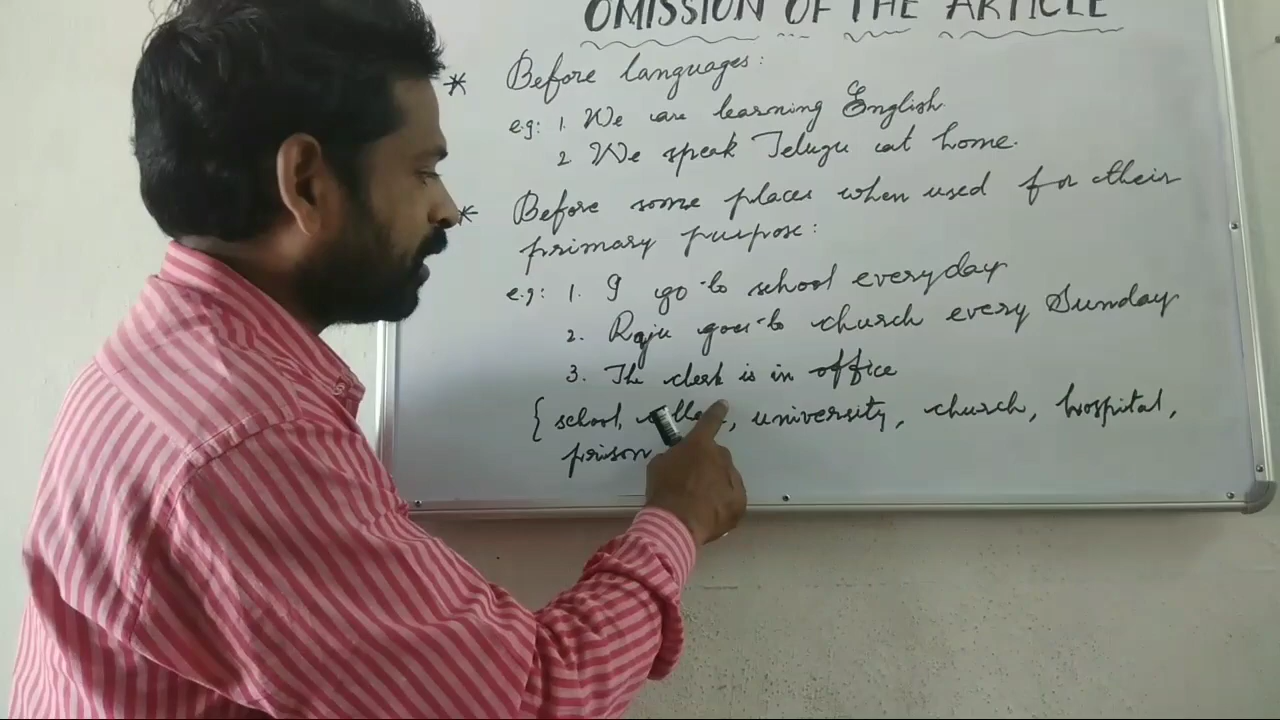 OMISSION OF THE ARTICLE
* Before languages:
e.g: 1. We are learning English.
2 We speak Telugu at home.
* Before some places when used for their
primary purpose:
e.g: 1. I go to school everyday
2. Raju goes to church every Sunday
3. The clerk is in office
{ school, university, church, hospital,
prison